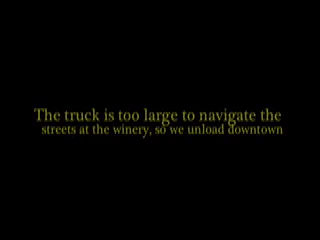 The truck is too large to navigate the
streets at the winery, so we unload downtown